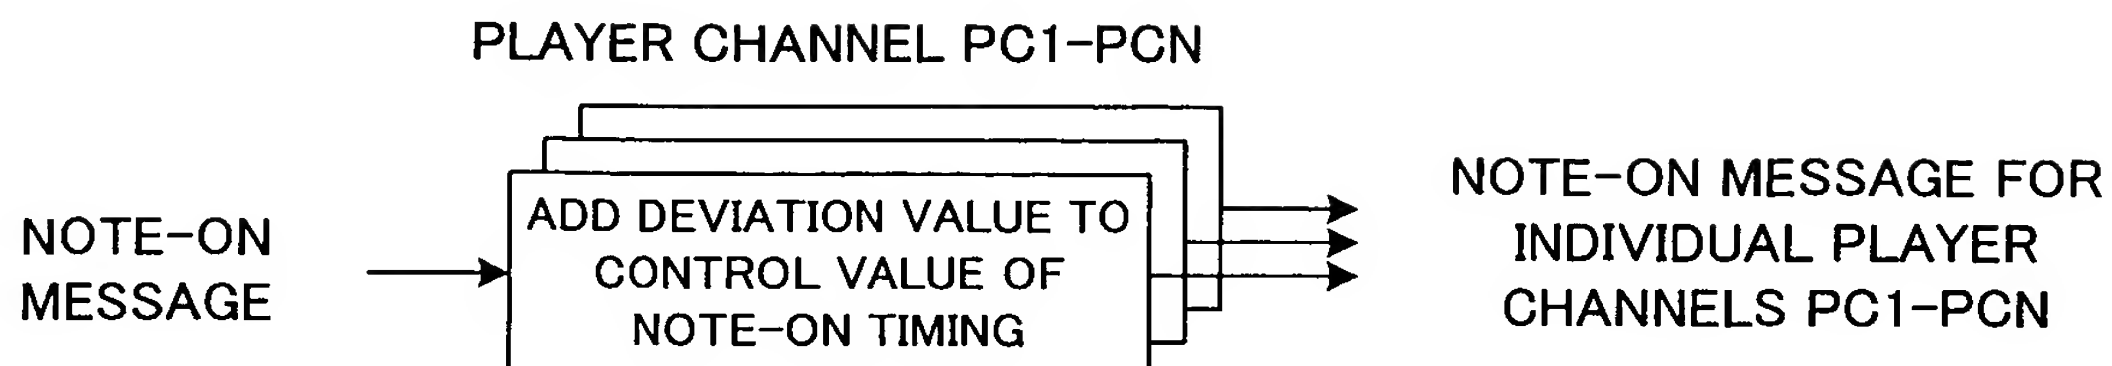 PLAYER CHANNEL PC1-PCN
NOTE-ON
MESSAGE
ADD DEVIATION VALUE TO
CONTROL VALUE OF
NOTE-ON TIMING
NOTE-ON MESSAGE FOR
INDIVIDUAL PLAYER
CHANNELS PC1-PCN